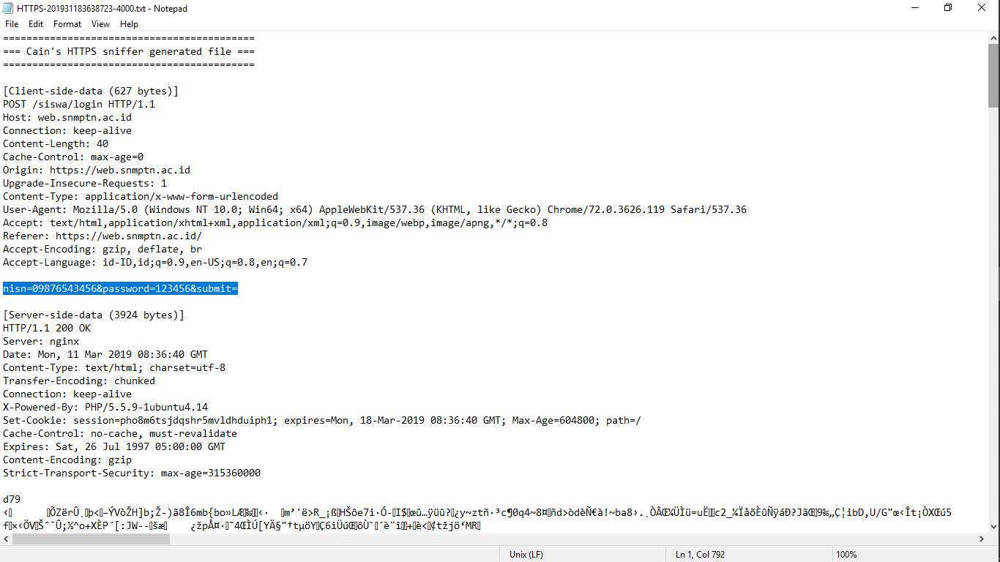 HTTPS-201931183638723-4000.txt - Notepad
File Edit Format View Help
===========================================
=== Cain's HTTPS sniffer generated file ===
===========================================
[Client-side-data (627 bytes)]
POST /siswa/login HTTP/1.1
Host: web.snmptn.ac.id
Connection: keep-alive
Content-Length: 40
Cache-Control: max-age=0
Origin: https://web.snmptn.ac.id
Upgrade-Insecure-Requests: 1
Content-Type: application/x-www-form-urlencoded
User-Agent: Mozilla/5.0 (Windows NT 10.0; Win64; x64) AppleWebKit/537.36 (KHTML, like Gecko) Chrome/72.0.3626.119 Safari/537.36
Accept: text/html,application/xhtml+xml,application/xml;q=0.9,image/webp,image/apng,*/*;q=0.8
Referer: https://web.snmptn.ac.id/
Accept-Encoding: gzip, deflate, br
Accept-Language: id-ID,id;q=0.9,en-US;q=0.8,en;q=0.7
nisn=09876543456&password=123456&submit=
[Server-side-data (3924 bytes)]
HTTP/1.1 200 OK
Server: nginx
Date: Mon, 11 Mar 2019 08:36:40 GMT
Content-Type: text/html; charset=utf-8
Transfer-Encoding: chunked
Connection: keep-alive
X-Powered-By: PHP/5.5.9-1ubuntu4.14
Set-Cookie: session=pho8m6tsjdqshr5mvldhduiph1; expires=Mon, 18-Mar-2019 08:36:40 GMT; Max-Age=604800; path=/
Cache-Control: no-cache, must-revalidate
Expires: Sat, 26 Jul 1997 05:00:00 GMT
Content-Encoding: gzip
Strict-Transport-Security: max-age=315360000
d79
Unix (LF) Ln 1, Col 792 100%